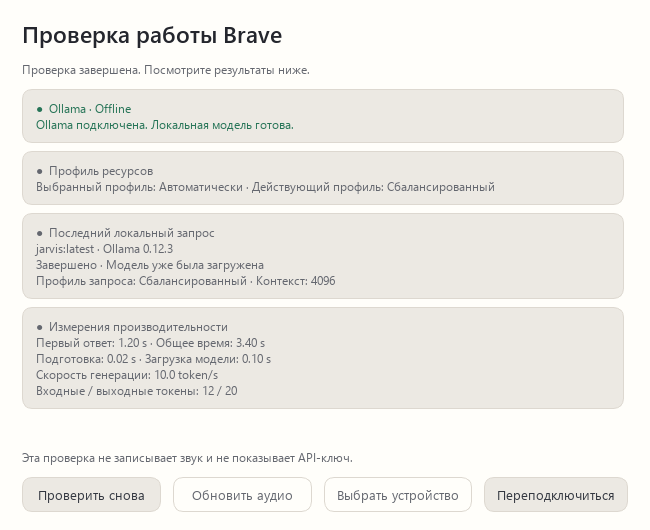 Проверка работы Brave
Проверка завершена. Посмотрите результаты ниже.
● Ollama · Offline
Ollama подключена. Локальная модель готова.
● Профиль ресурсов
Выбранный профиль: Автоматически · Действующий профиль: Сбалансированный
● Последний локальный запрос
jarvis:latest · Ollama 0.12.3
Завершено · Модель уже была загружена
Профиль запроса: Сбалансированный · Контекст: 4096
● Измерения производительности
Первый ответ: 1.20 s · Общее время: 3.40 s
Подготовка: 0.02 s · Загрузка модели: 0.10 s
Скорость генерации: 10.0 token/s
Входные / выходные токены: 12 / 20
Эта проверка не записывает звук и не показывает API-ключ.
Проверить снова
Обновить аудио
Выбрать устройство
Переподключиться